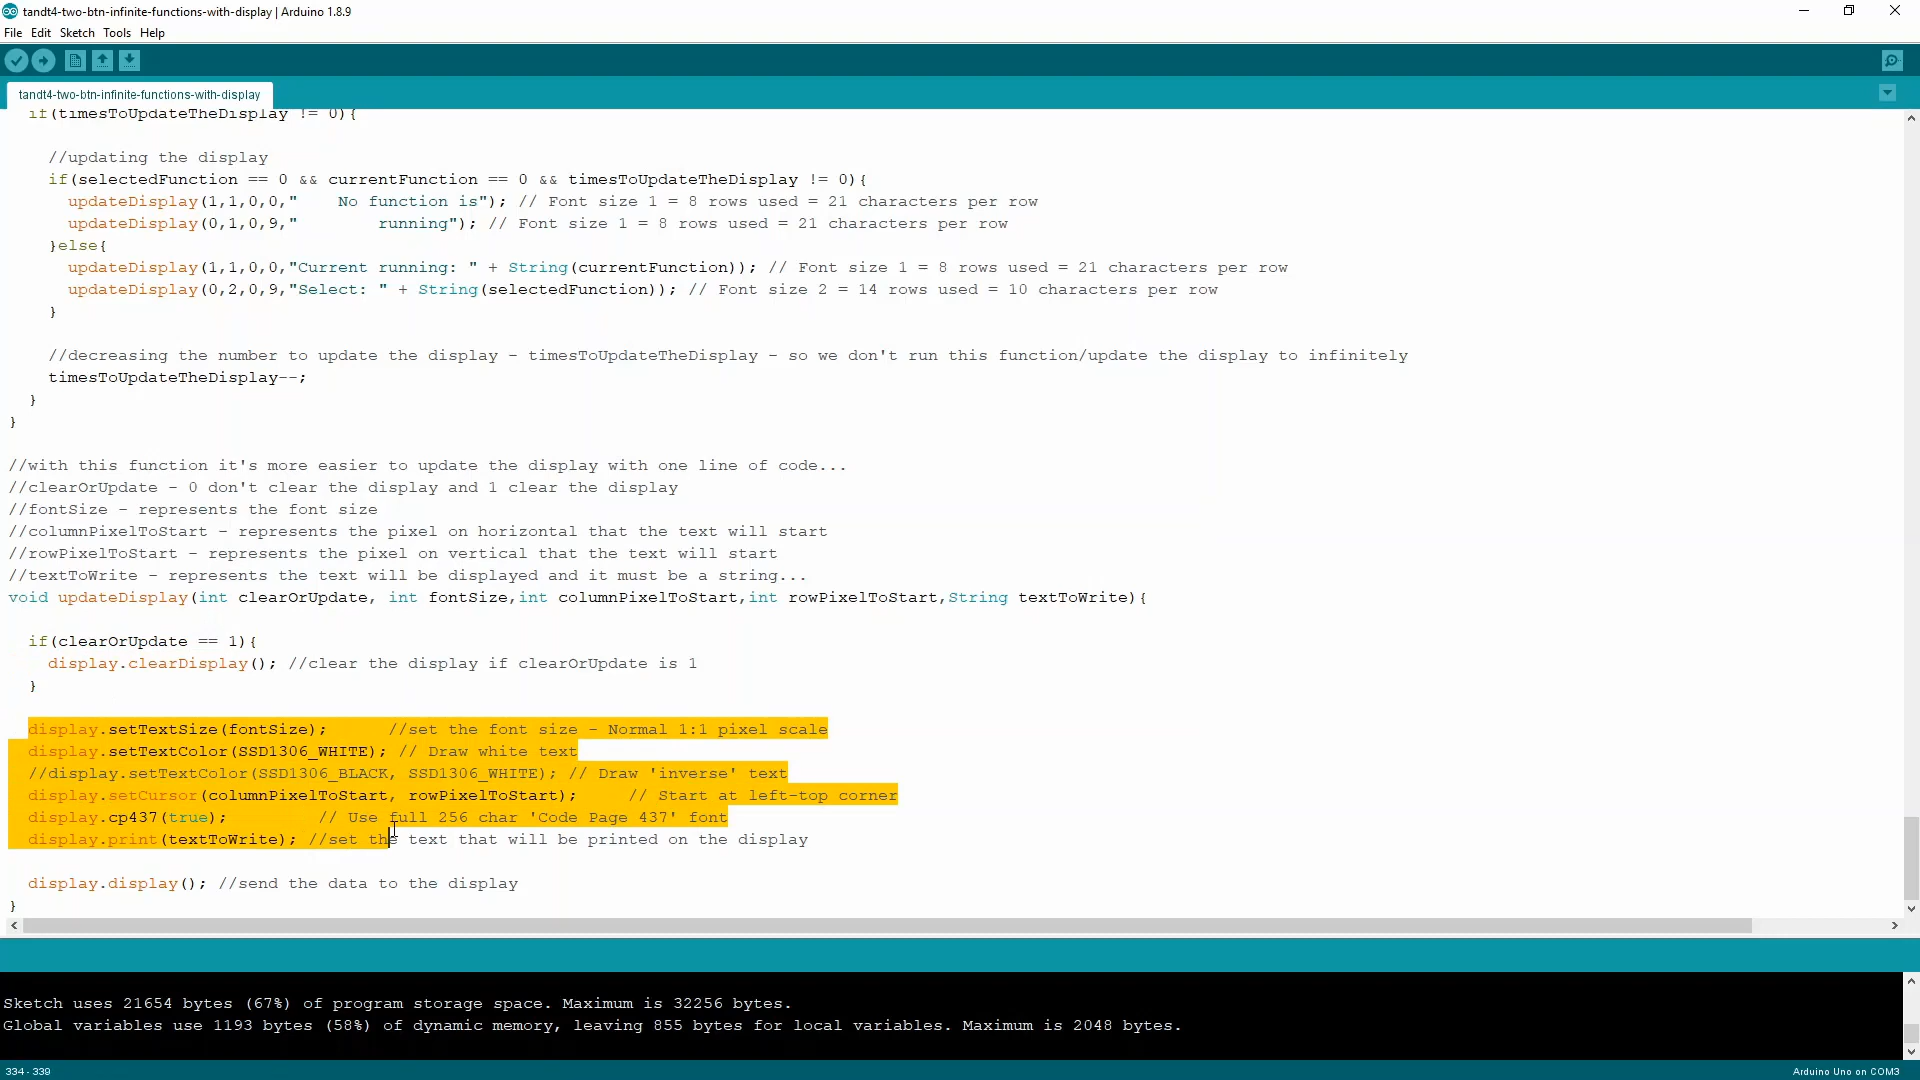 tandt4-two-btn-infinite-functions-with-display | Arduino 1.8.9
File Edit Sketch Tools Help
tandt4-two-btn-infinite-functions-with-display
if(timesToUpdateTheDisplay != 0){
//updating the display
if(selectedFunction == 0 && currentFunction == 0 && timesToUpdateTheDisplay != 0){
updateDisplay(1,1,0,0,"    No function is"); // Font size 1 = 8 rows used = 21 characters per row
updateDisplay(0,1,0,9,"        running"); // Font size 1 = 8 rows used = 21 characters per row
}else{
updateDisplay(1,1,0,0,"Current running: " + String(currentFunction)); // Font size 1 = 8 rows used = 21 characters per row
updateDisplay(0,2,0,9,"Select: " + String(selectedFunction)); // Font size 2 = 14 rows used = 10 characters per row
}
//decreasing the number to update the display - timesToUpdateTheDisplay - so we don't run this function/update the display to infinitely
timesToUpdateTheDisplay--;
}
}
//with this function it's more easier to update the display with one line of code...
//clearOrUpdate - 0 don't clear the display and 1 clear the display
//fontSize - represents the font size
//columnPixelToStart - represents the pixel on horizontal that the text will start
//rowPixelToStart - represents the pixel on vertical that the text will start
//textToWrite - represents the text will be displayed and it must be a string...
void updateDisplay(int clearOrUpdate, int fontSize,int columnPixelToStart,int rowPixelToStart,String textToWrite){
if(clearOrUpdate == 1){
display.clearDisplay(); //clear the display if clearOrUpdate is 1
}
display.setTextSize(fontSize);      //set the font size - Normal 1:1 pixel scale
display.setTextColor(SSD1306_WHITE); // Draw white text
//display.setTextColor(SSD1306_BLACK, SSD1306_WHITE); // Draw 'inverse' text
display.setCursor(columnPixelToStart, rowPixelToStart);     // Start at left-top corner
display.cp437(true);         // Use full 256 char 'Code Page 437' font
display.print(textToWrite); //set the text that will be printed on the display
display.display(); //send the data to the display
}
Sketch uses 21654 bytes (67%) of program storage space. Maximum is 32256 bytes.
Global variables use 1193 bytes (58%) of dynamic memory, leaving 855 bytes for local variables. Maximum is 2048 bytes.
334 - 339 Arduino Uno on COM3